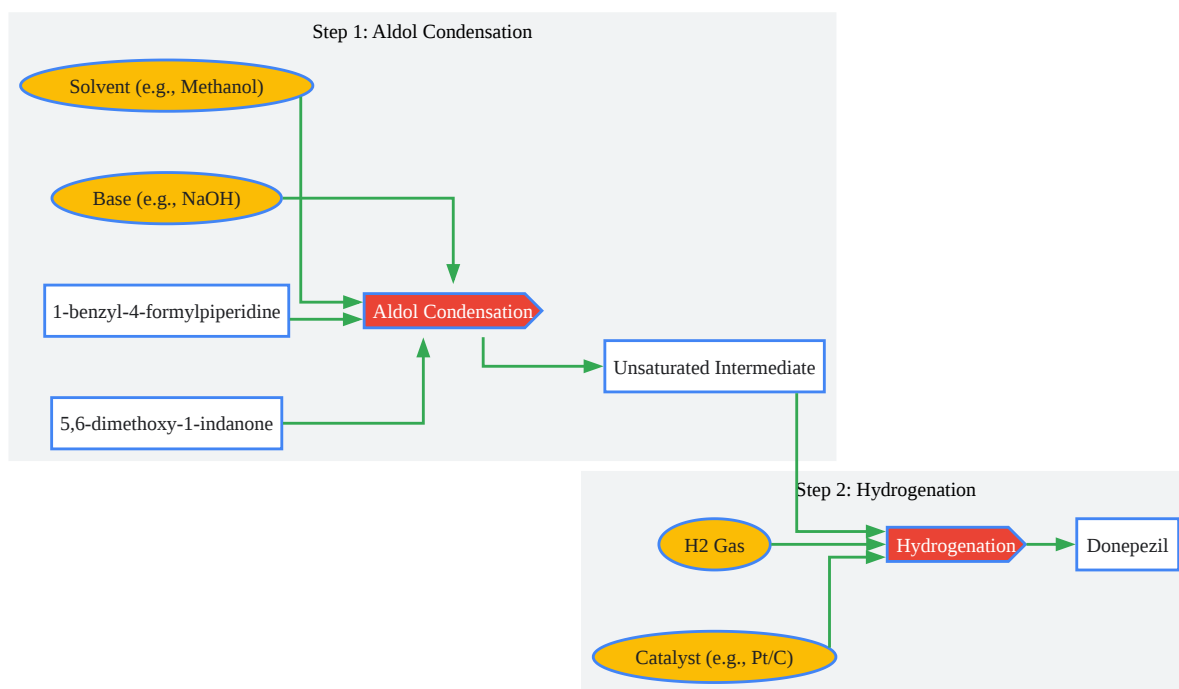 Step 1: Aldol Condensation
Solvent (e.g., Methanol)
Base (e.g., NaOH)
1-benzyl-4-formylpiperidine
Aldol Condensation
Unsaturated Intermediate
5,6-dimethoxy-1-indanone
Step 2: Hydrogenation
H2 Gas
Hydrogenation
Donepezil
Catalyst (e.g., Pt/C)